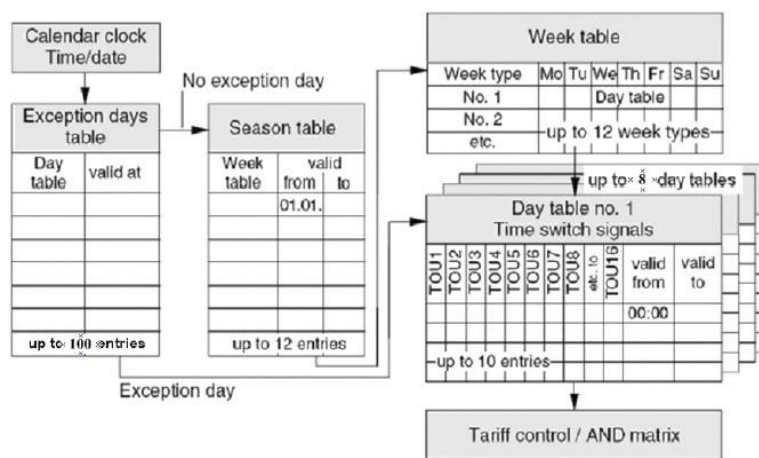 Calendar clock
Time/date
No exception day
Exception days
table
Day
table
valid at
up to 100 entries
Exception day
Season table
Week
table
valid
from
to
01.01.
up to 12 entries
Week table
Week type Mo Tu We Th Fr Sa Su
No. 1 Day table
No. 2
etc.
up to 12 week types
up to 8 day tables
Day table no. 1
Time switch signals
TOU1
TOU2
TOU3
TOU4
TOU5
TOU6
TOU7
TOU8
etc. to
TOU16
valid
from
valid
to
00:00
up to 10 entries
Tariff control / AND matrix